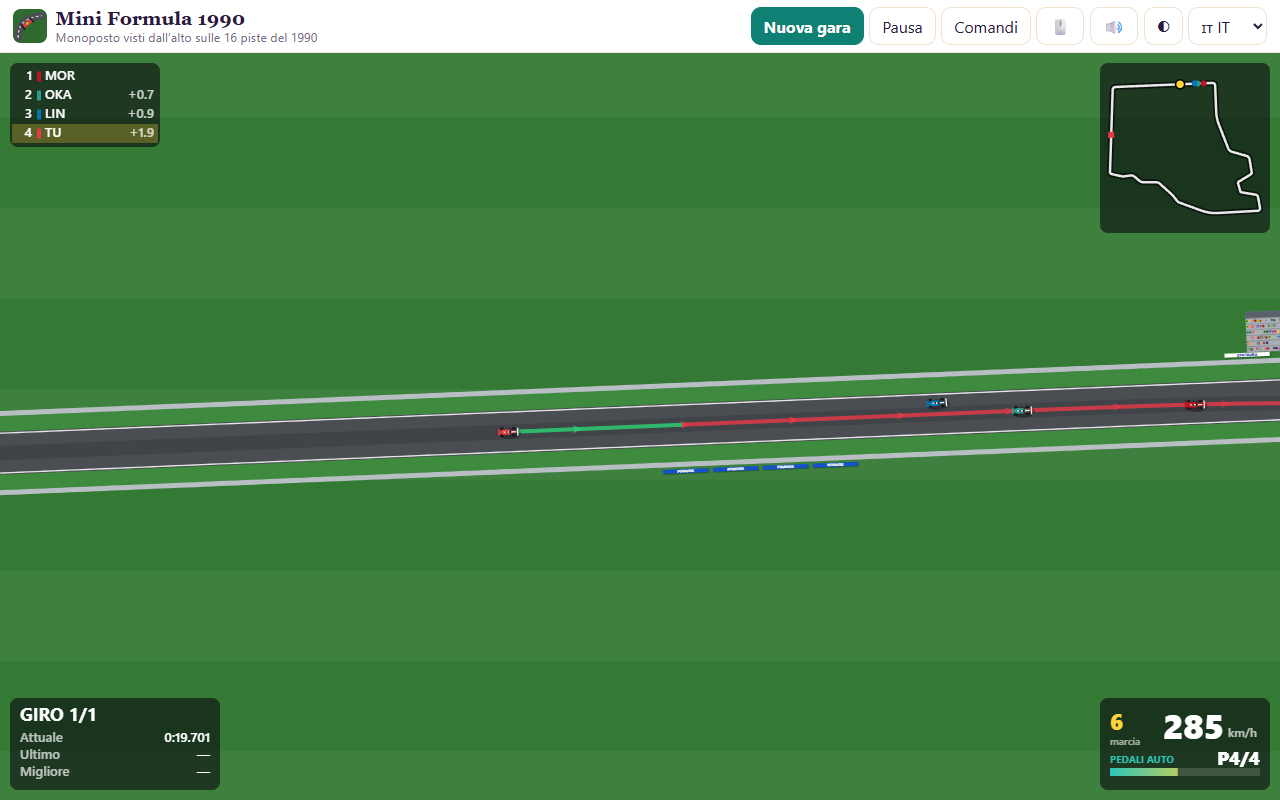 Mini Formula 1990
Monoposto visti dall'alto sulle 16 piste del 1990
Nuova gara
Pausa
Comandi
IT IT
1 MOR
2 OKA +0.7
3 LIN +0.9
4 TU +1.9
GIRO 1/1
Attuale 0:19.701
Ultimo —
Migliore —
6 285 km/h
marcia
PEDALI AUTO P4/4